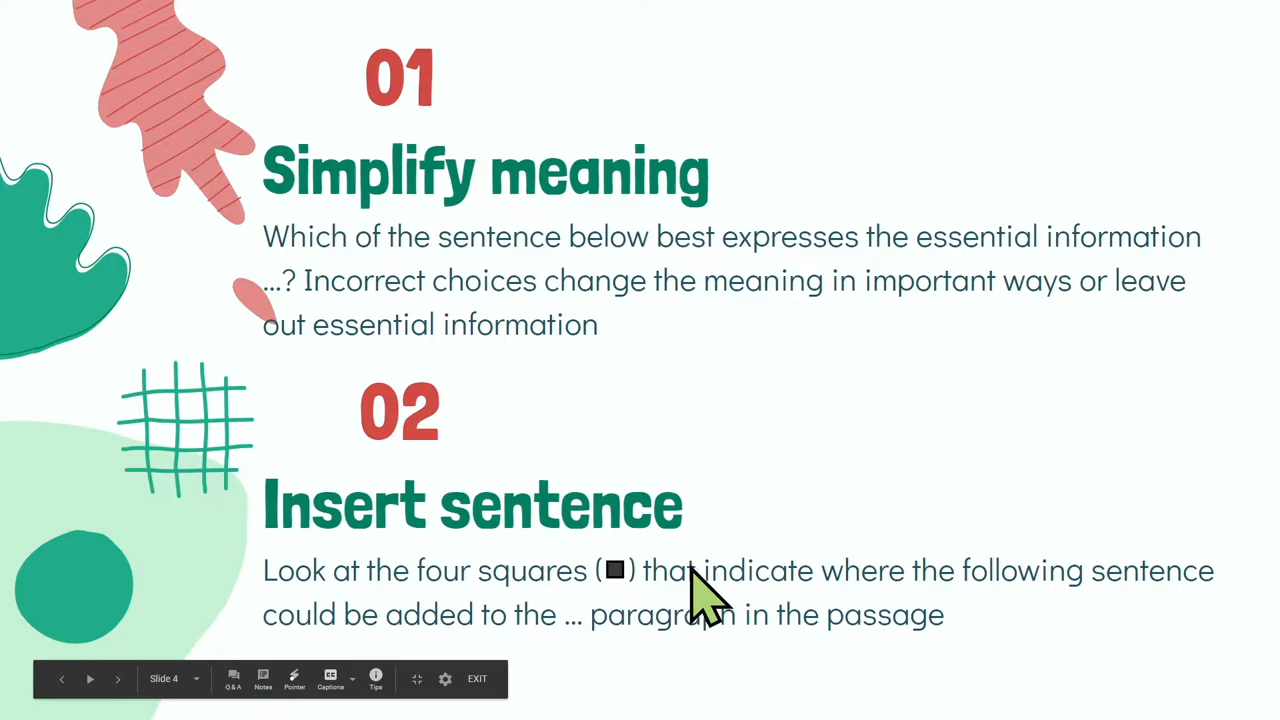 01
Simplify meaning
Which of the sentence below best expresses the essential information
...? Incorrect choices change the meaning in important ways or leave
out essential information
02
Insert sentence
Look at the four squares (■) that indicate where the following sentence
could be added to the ... paragraph in the passage
Slide 4
Q & A
Notes
Pointer
Captions
Tips
EXIT